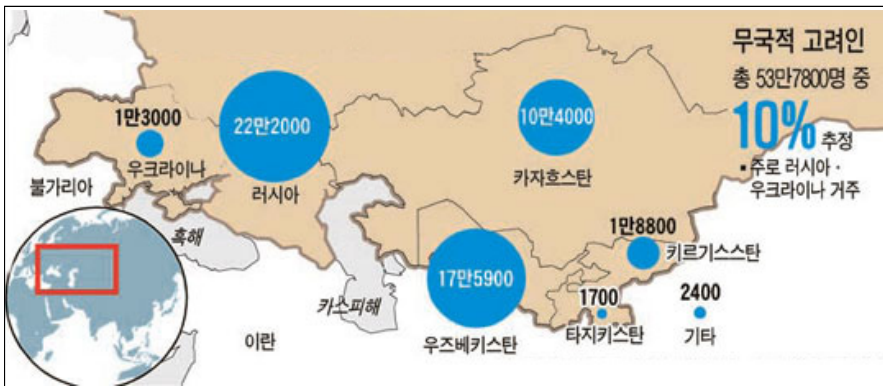 무국적 고려인
총 53만7800명 중
10% 추정
▪주로 러시아·
우크라이나 거주
1만3000
우크라이나
22만2000
러시아
10만4000
카자흐스탄
불가리아
흑해
카스피해
이란
17만5900
우즈베키스탄
1만8800
키르기스스탄
1700
타지키스탄
2400
기타